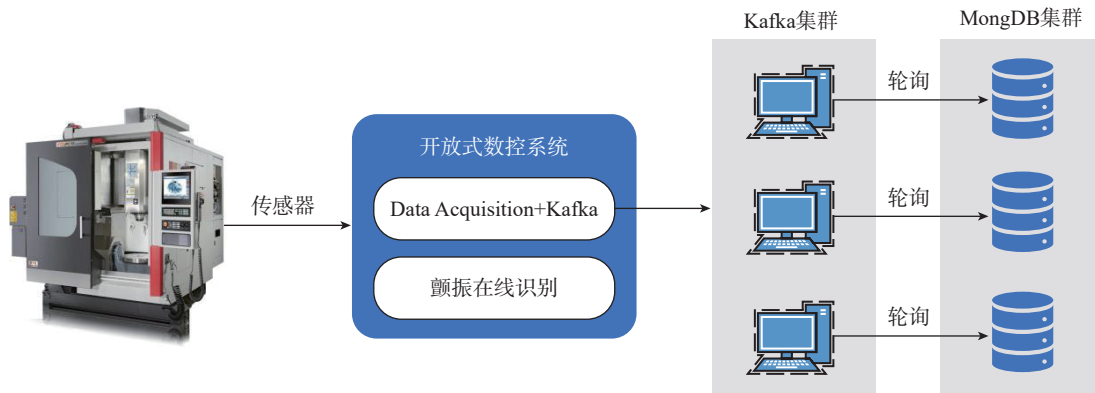 Kafka集群
MongDB集群
轮询
开放式数控系统
传感器
Data Acquisition+Kafka
轮询
颤振在线识别
轮询